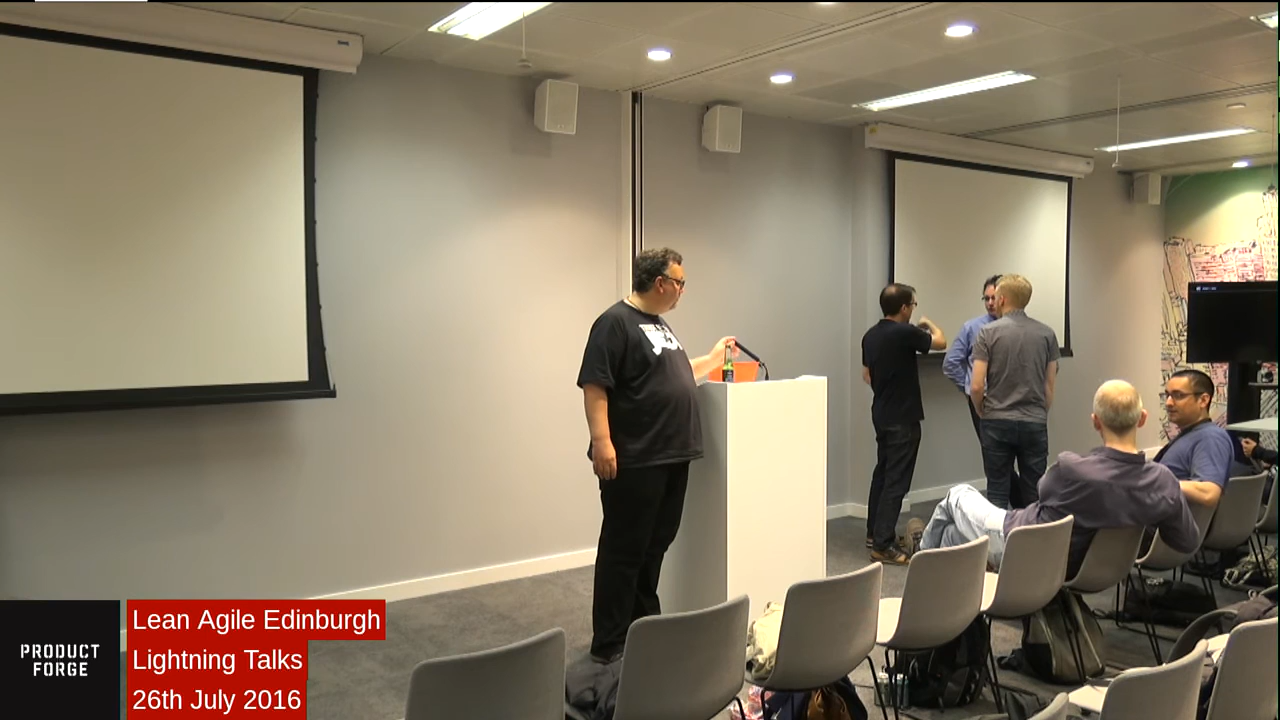 PRODUCT
FORGE
Lean Agile Edinburgh
Lightning Talks
26th July 2016